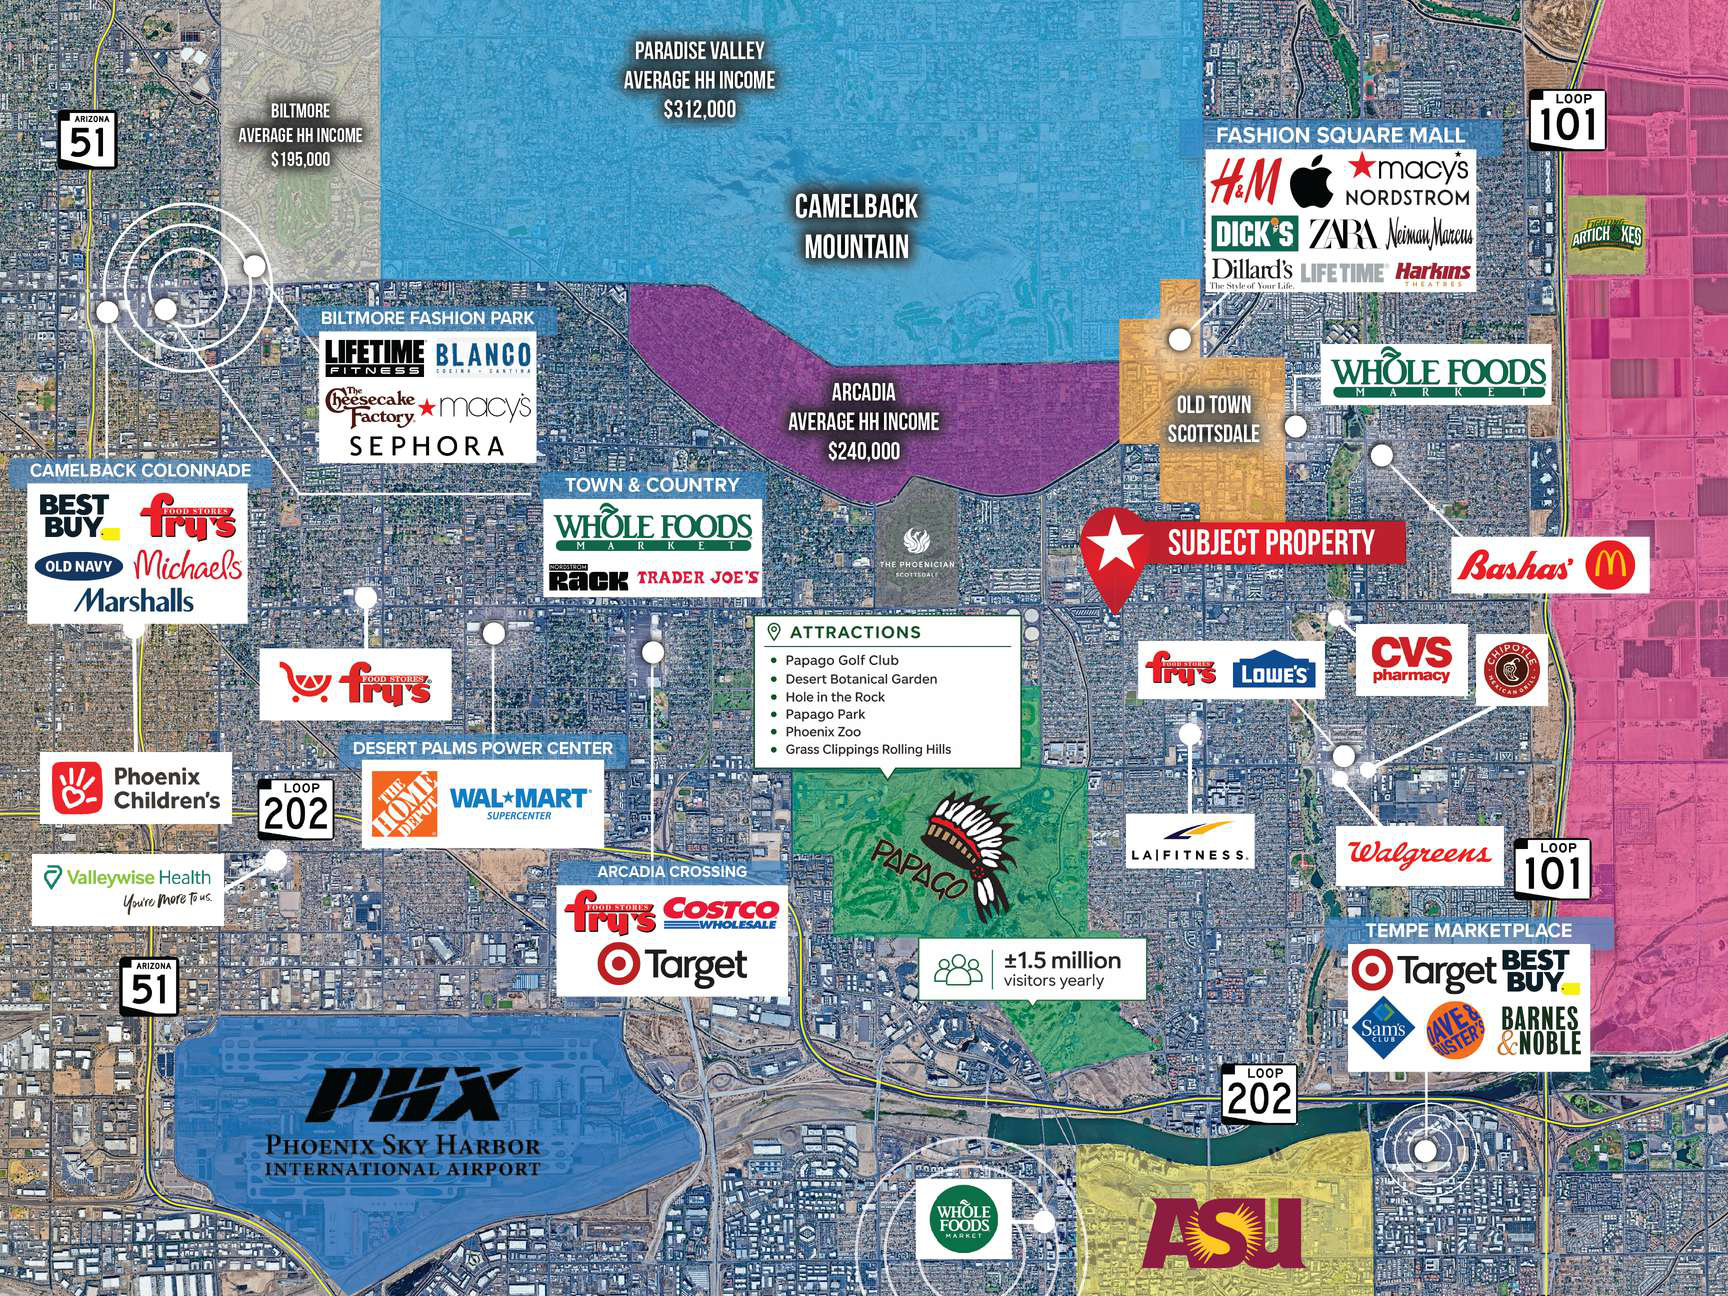 PARADISE VALLEY
AVERAGE HH INCOME
$312,000
BILTMORE
AVERAGE HH INCOME
$195,000
ARIZONA
51
LOOP
101
FASHION SQUARE MALL
H&M
macy's
NORDSTROM
DICK'S
ZARA
Neiman Marcus
Dillard's
The Style of Your Life.
LIFE TIME
Harkins
THEATRES
CAMELBACK
MOUNTAIN
FIGHTING
ARTICHOKES
BILTMORE FASHION PARK
LIFETIME
FITNESS
BLANCO
COCINA + CANTINA
The
Cheesecake
Factory
macy's
SEPHORA
WHOLE FOODS
MARKET
ARCADIA
AVERAGE HH INCOME
$240,000
OLD TOWN
SCOTTSDALE
CAMELBACK COLONNADE
BEST
BUY
fry's
FOOD STORES
OLD NAVY
Michaels
Marshalls
TOWN & COUNTRY
WHOLE FOODS
MARKET
NORDSTROM
RACK
TRADER JOE'S
THE PHOENICIAN
SCOTTSDALE
SUBJECT PROPERTY
Bashas'
ATTRACTIONS
Papago Golf Club
Desert Botanical Garden
Hole in the Rock
Papago Park
Phoenix Zoo
Grass Clippings Rolling Hills
fry's
FOOD STORES
fry's
FOOD STORES
LOWE'S
CVS
pharmacy
CHIPOTLE
MEXICAN GRILL
Phoenix
Children's
LOOP
202
DESERT PALMS POWER CENTER
THE
HOME
DEPOT
WAL★MART
SUPERCENTER
PAPAGO
LA|FITNESS.
Walgreens
LOOP
101
Valleywise Health
You're more to us.
ARCADIA CROSSING
fry's
FOOD STORES
COSTCO
WHOLESALE
Target
±1.5 million
visitors yearly
TEMPE MARKETPLACE
Target
BEST
BUY
Sam's
CLUB
DAVE &
BUSTER'S
BARNES
&NOBLE
ARIZONA
51
PHX
PHOENIX SKY HARBOR
INTERNATIONAL AIRPORT
LOOP
202
WHOLE
FOODS
MARKET
ASU